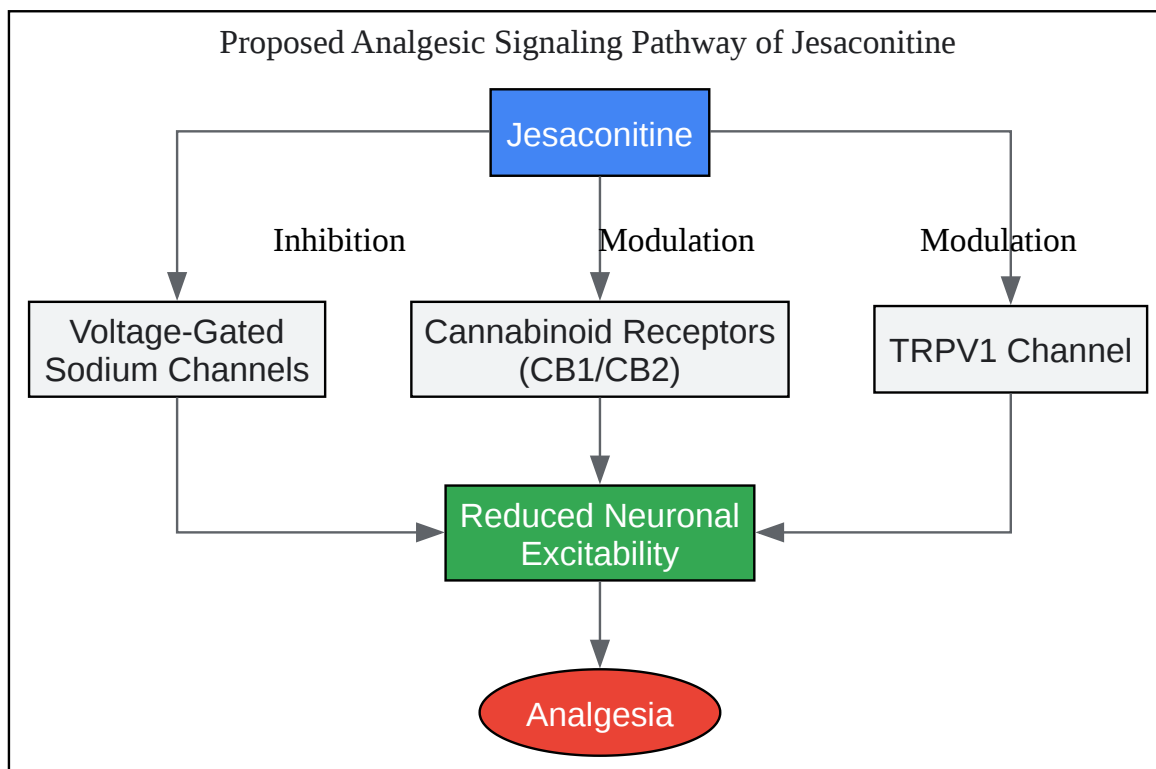 Proposed Analgesic Signaling Pathway of Jesaconitine
Jesaconitine
Inhibition
Modulation
Modulation
Voltage-Gated
Sodium Channels
Cannabinoid Receptors
(CB1/CB2)
TRPV1 Channel
Reduced Neuronal
Excitability
Analgesia